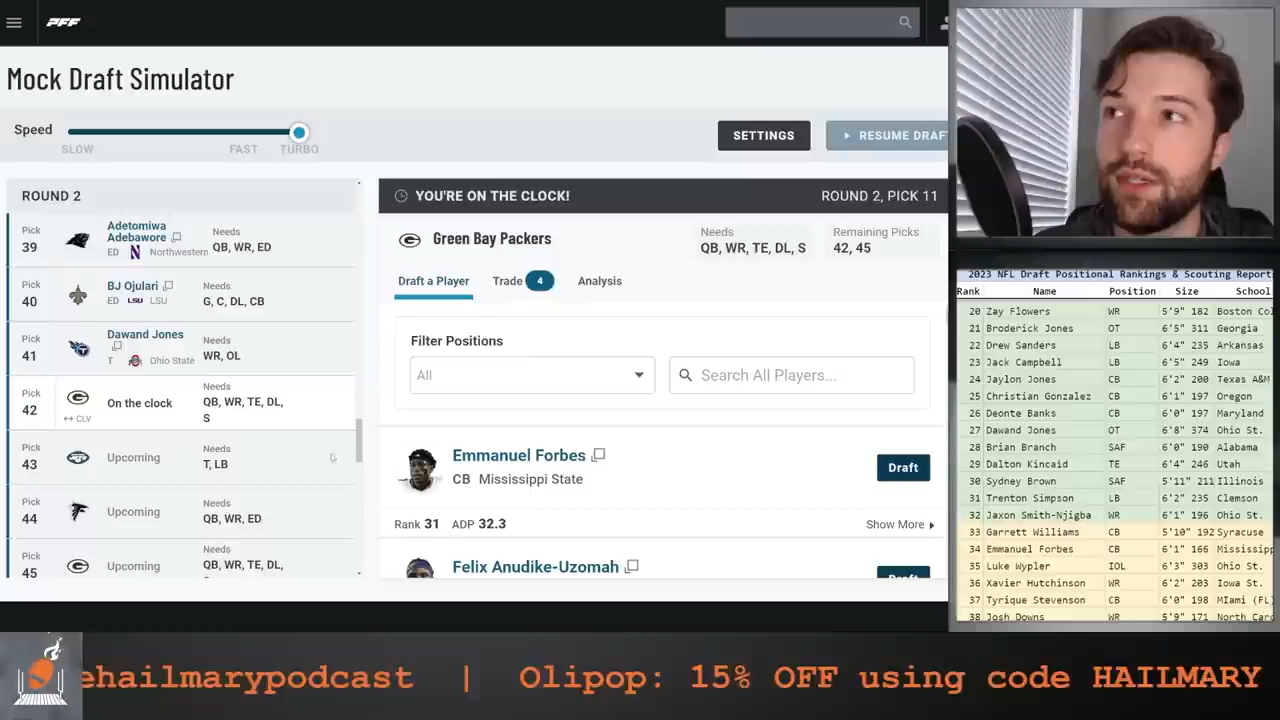 PFF
Mock Draft Simulator
Speed
SLOW
FAST
TURBO
SETTINGS
RESUME DRAF
ROUND 2
Pick
39
Adetomiwa
Adebawore
ED
N
Northwestern
Needs
QB, WR, ED
Pick
40
BJ Ojulari
ED
LSU
LSU
Needs
G, C, DL, CB
Pick
41
Dawand Jones
T
Ohio State
Needs
WR, OL
Pick
42
↔ CLV
On the clock
Needs
QB, WR, TE, DL,
S
Pick
43
Upcoming
Needs
T, LB
Pick
44
Upcoming
Needs
QB, WR, ED
Pick
45
Upcoming
Needs
QB, WR, TE, DL,
YOU'RE ON THE CLOCK!
ROUND 2, PICK 11
G
Green Bay Packers
Needs
QB, WR, TE, DL, S
Remaining Picks
42, 45
Draft a Player
Trade
4
Analysis
Filter Positions
All
Search All Players...
Emmanuel Forbes
CB Mississippi State
Draft
Rank 31 ADP 32.3
Show More
Felix Anudike-Uzomah
Draft
2023 NFL Draft Positional Rankings & Scouting Report
Rank Name Position Size School
20 Zay Flowers WR 5'9" 182 Boston Col
21 Broderick Jones OT 6'5" 311 Georgia
22 Drew Sanders LB 6'4" 235 Arkansas
23 Jack Campbell LB 6'5" 249 Iowa
24 Jaylon Jones CB 6'2" 200 Texas A&M
25 Christian Gonzalez CB 6'1" 197 Oregon
26 Deonte Banks CB 6'0" 197 Maryland
27 Dawand Jones OT 6'8" 374 Ohio St.
28 Brian Branch SAF 6'0" 190 Alabama
29 Dalton Kincaid TE 6'4" 246 Utah
30 Sydney Brown SAF 5'11" 211 Illinois
31 Trenton Simpson LB 6'2" 235 Clemson
32 Jaxon Smith-Njigba WR 6'1" 196 Ohio St.
33 Garrett Williams CB 5'10" 192 Syracuse
34 Emmanuel Forbes CB 6'1" 166 Mississipp
35 Luke Wypler IOL 6'3" 303 Ohio St.
36 Xavier Hutchinson WR 6'2" 203 Iowa St.
37 Tyrique Stevenson CB 6'0" 198 MIami (FL)
38 Josh Downs WR 5'9" 171 North Caro
ehailmarypodcast | Olipop: 15% OFF using code HAILMARY